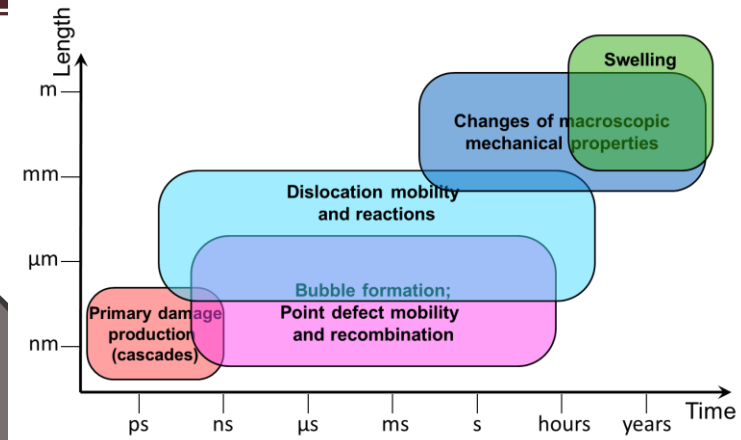 Length
m
mm
μm
nm
Swelling
Changes of macroscopic
mechanical properties
Dislocation mobility
and reactions
Bubble formation;
Point defect mobility
and recombination
Primary damage
production
(cascades)
ps
ns
μs
ms
s
hours
years
Time